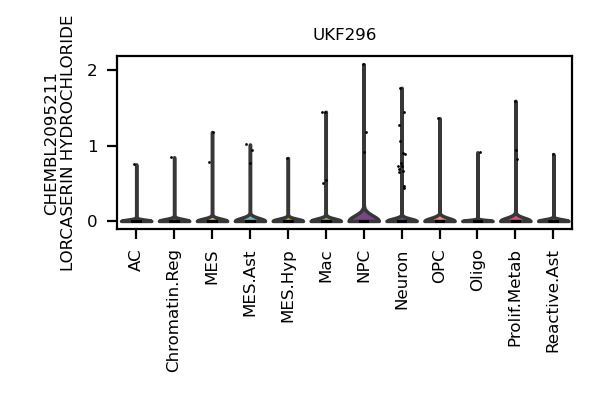 UKF296
CHEMBL2095211
LORCASERIN HYDROCHLORIDE
2
1
0
AC
Chromatin.Reg
MES
MES.Ast
MES.Hyp
Mac
NPC
Neuron
OPC
Oligo
Prolif.Metab
Reactive.Ast